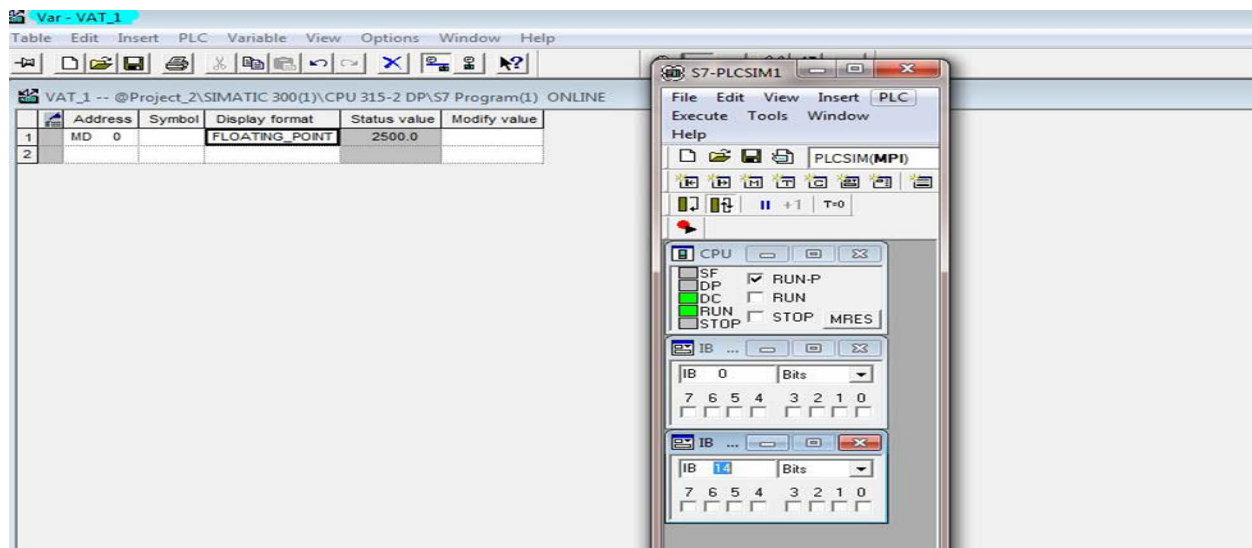 Var - VAT_1
Table Edit Insert PLC Variable View Options Window Help
VAT_1 -- @Project_2\SIMATIC 300(1)\CPU 315-2 DP\S7 Program(1) ONLINE
Address Symbol Display format Status value Modify value
1 MD 0 FLOATING_POINT 2500.0
2
S7-PLCSIM1
File Edit View Insert PLC
Execute Tools Window
Help
PLCSIM(MPI)
+1 T=0
CPU
SF
DP RUN-P
DC RUN
RUN
STOP STOP MRES
IB ...
IB 0 Bits
7 6 5 4 3 2 1 0
IB ...
IB 14 Bits
7 6 5 4 3 2 1 0